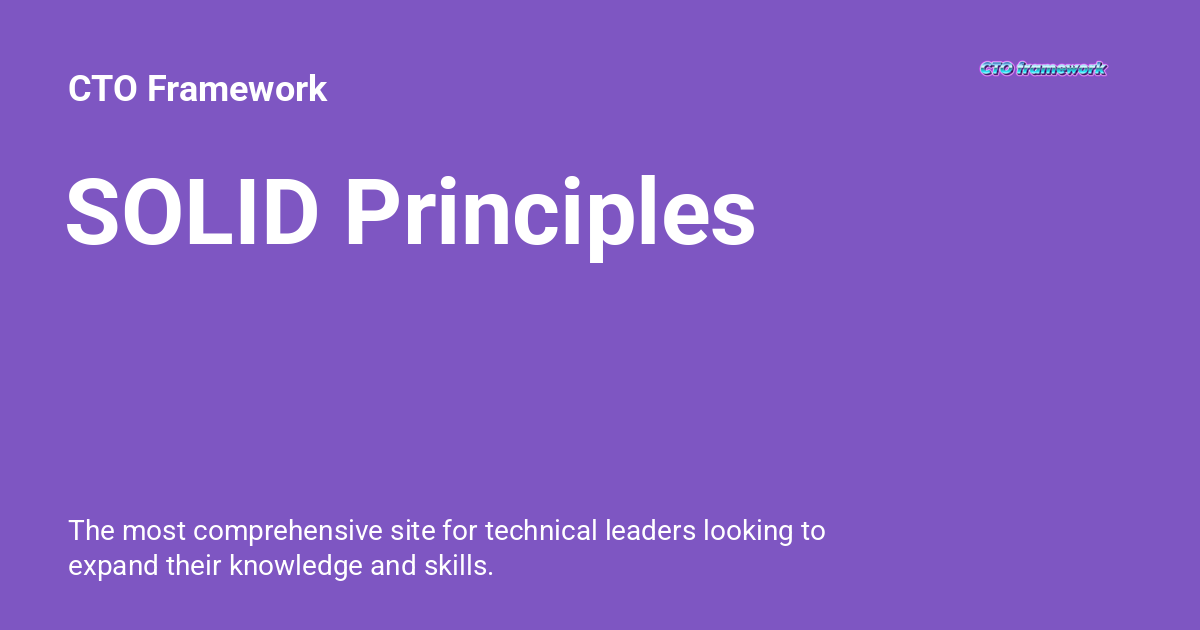 CTO Framework
CTO framework
SOLID Principles
The most comprehensive site for technical leaders looking to
expand their knowledge and skills.